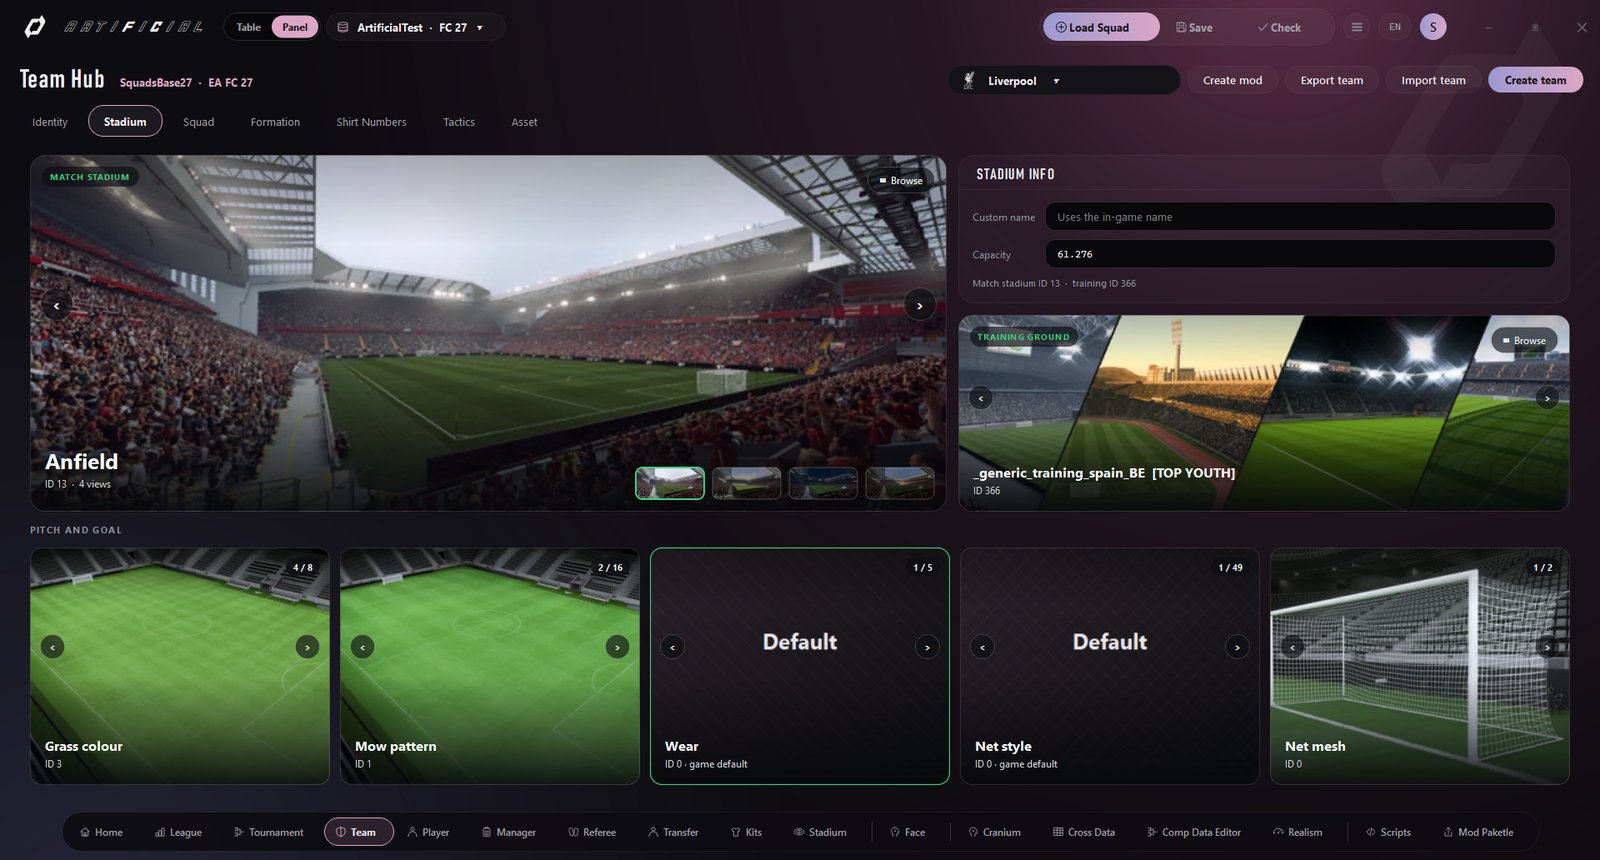 ARTIFICIAL
Table
Panel
ArtificialTest · FC 27
Load Squad
Save
Check
EN
S
Team Hub
SquadsBase27 · EA FC 27
Liverpool
Create mod
Export team
Import team
Create team
Identity
Stadium
Squad
Formation
Shirt Numbers
Tactics
Asset
MATCH STADIUM
Browse
Anfield
ID 13 · 4 views
STADIUM INFO
Custom name
Uses the in-game name
Capacity
61.276
Match stadium ID 13 · training ID 366
TRAINING GROUND
Browse
_generic_training_spain_BE [TOP YOUTH]
ID 366
PITCH AND GOAL
4 / 8
Grass colour
ID 3
2 / 16
Mow pattern
ID 1
1 / 5
Default
Wear
ID 0 · game default
1 / 49
Default
Net style
ID 0 · game default
1 / 2
Net mesh
ID 0
Home
League
Tournament
Team
Player
Manager
Referee
Transfer
Kits
Stadium
Face
Cranium
Cross Data
Comp Data Editor
Realism
Scripts
Mod Paketle